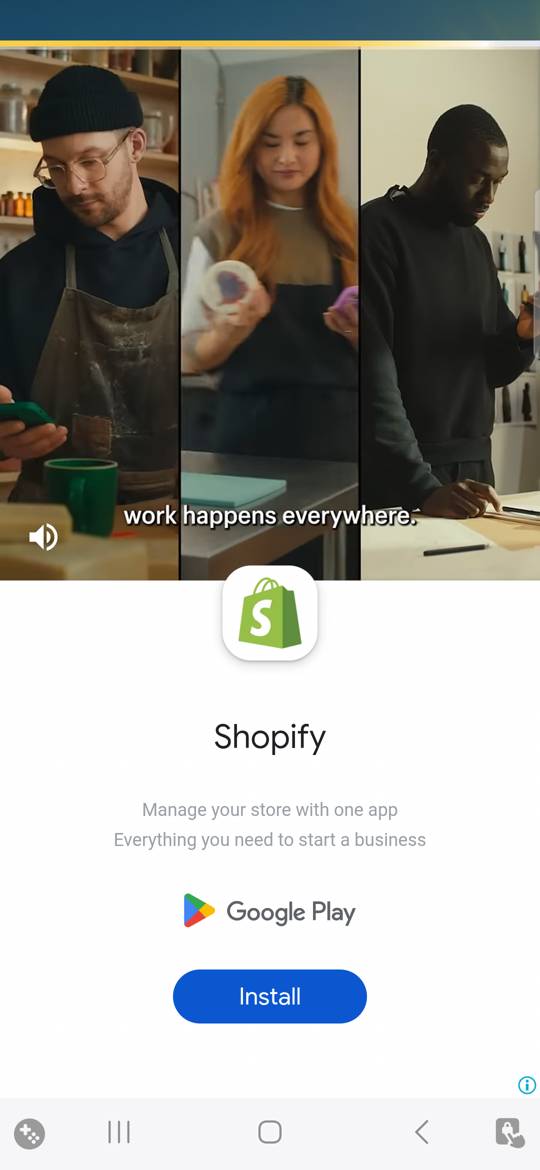 work happens everywhere.
Shopify
Manage your store with one app
Everything you need to start a business
Google Play
Install